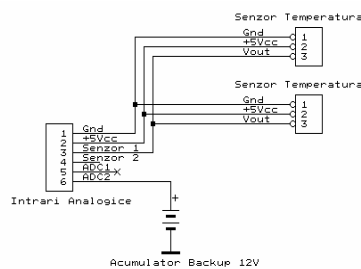 Senzor Temperatura
Gnd
+5Vcc
Vout
1
2
3
Senzor Temperatura
Gnd
+5Vcc
Vout
1
2
3
1
2
3
4
5
6
Gnd
+5Vcc
Senzor 1
Senzor 2
ADC1
ADC2
Intrari Analogice
+
Acumulator Backup 12V